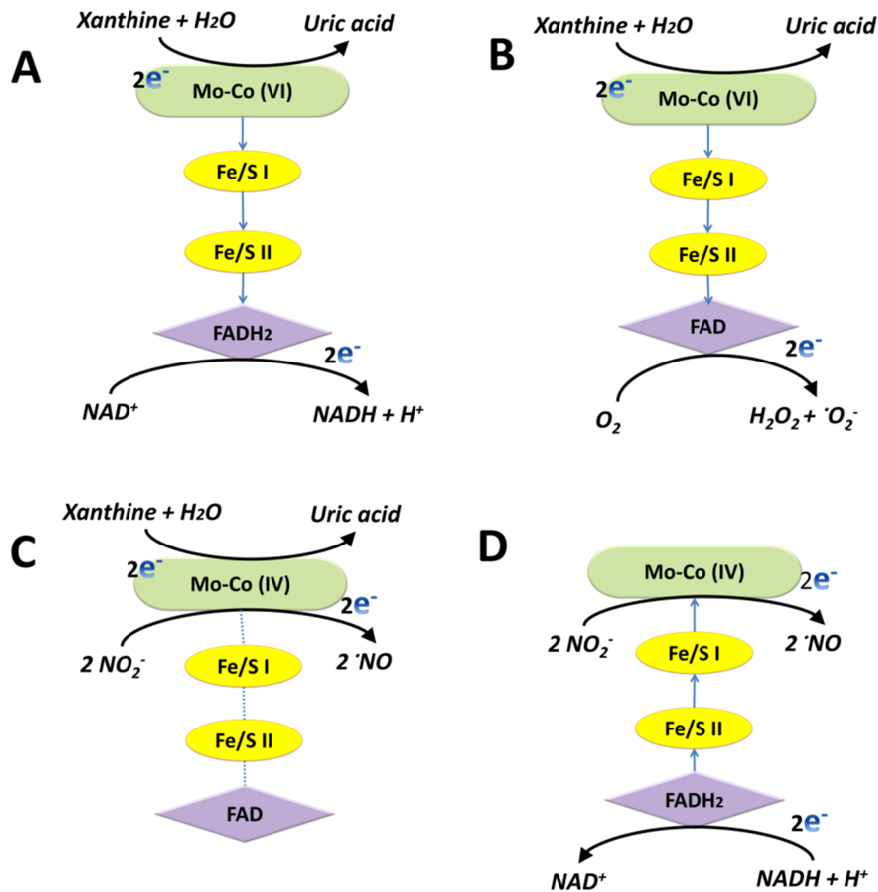 A
Xanthine + H2O
Uric acid
2e-
Mo-Co (VI)
Fe/S I
Fe/S II
FADH2
2e-
NAD+
NADH + H+
B
Xanthine + H2O
Uric acid
2e-
Mo-Co (VI)
Fe/S I
Fe/S II
FAD
2e-
O2
H2O2 + ·O2-
C
Xanthine + H2O
Uric acid
2e-
Mo-Co (IV)
2e-
2 NO2-
2 ·NO
Fe/S I
Fe/S II
FAD
D
Mo-Co (IV)
2e-
2 NO2-
2 ·NO
Fe/S I
Fe/S II
FADH2
2e-
NAD+
NADH + H+